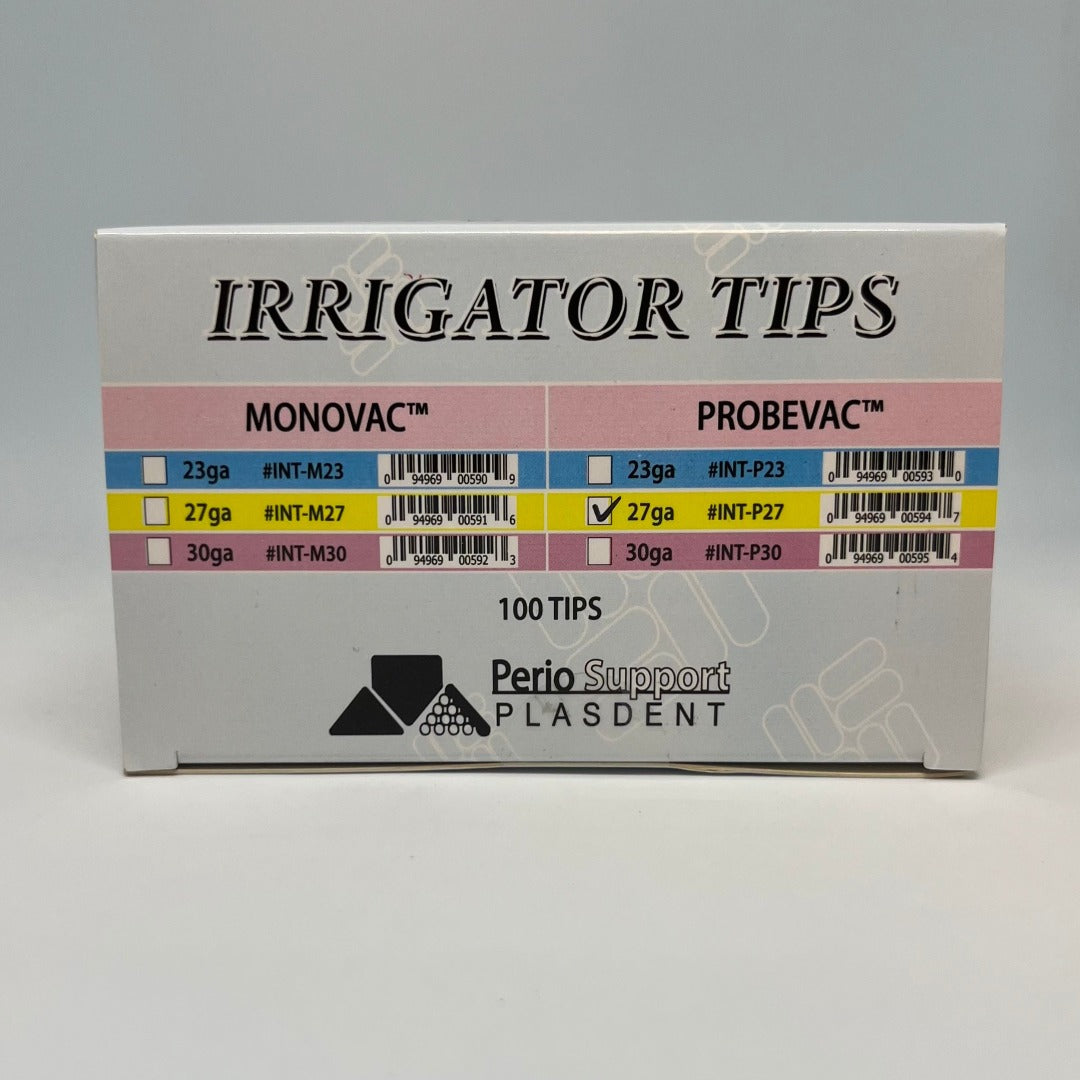 IRRIGATOR TIPS
MONOVAC™ PROBEVAC™
23ga #INT-M23 0 94969 00590 9 23ga #INT-P23 0 94969 00593 0
27ga #INT-M27 0 94969 00591 6 27ga #INT-P27 0 94969 00594 7
30ga #INT-M30 0 94969 00592 3 30ga #INT-P30 0 94969 00595 4
100 TIPS
Perio Support
PLASDENT